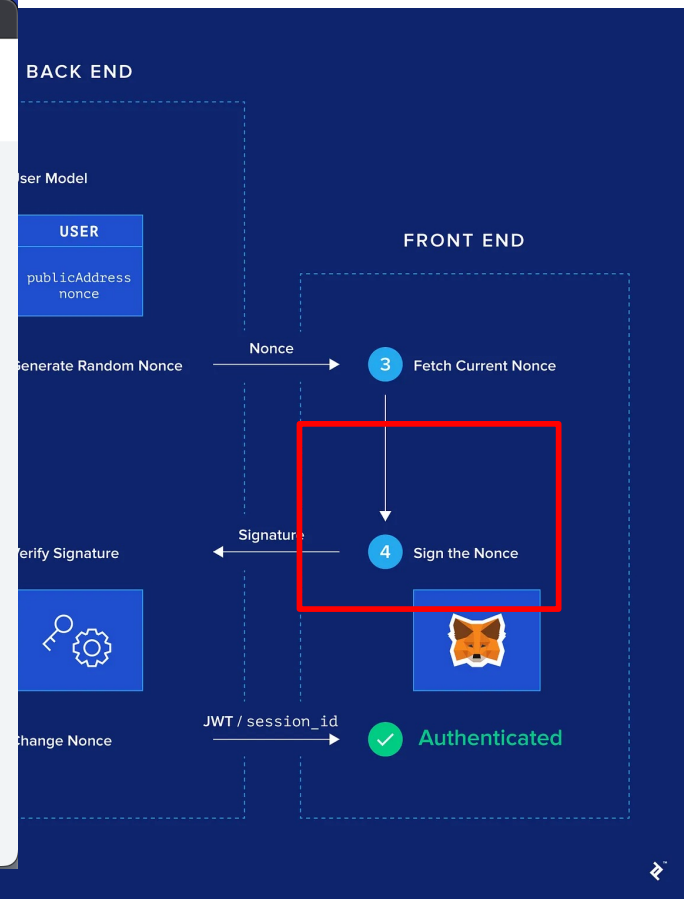 BACK END
ser Model
USER
publicAddress
nonce
FRONT END
enerate Random Nonce
Nonce
3
Fetch Current Nonce
erify Signature
Signature
4
Sign the Nonce
hange Nonce
JWT / session_id
Authenticated